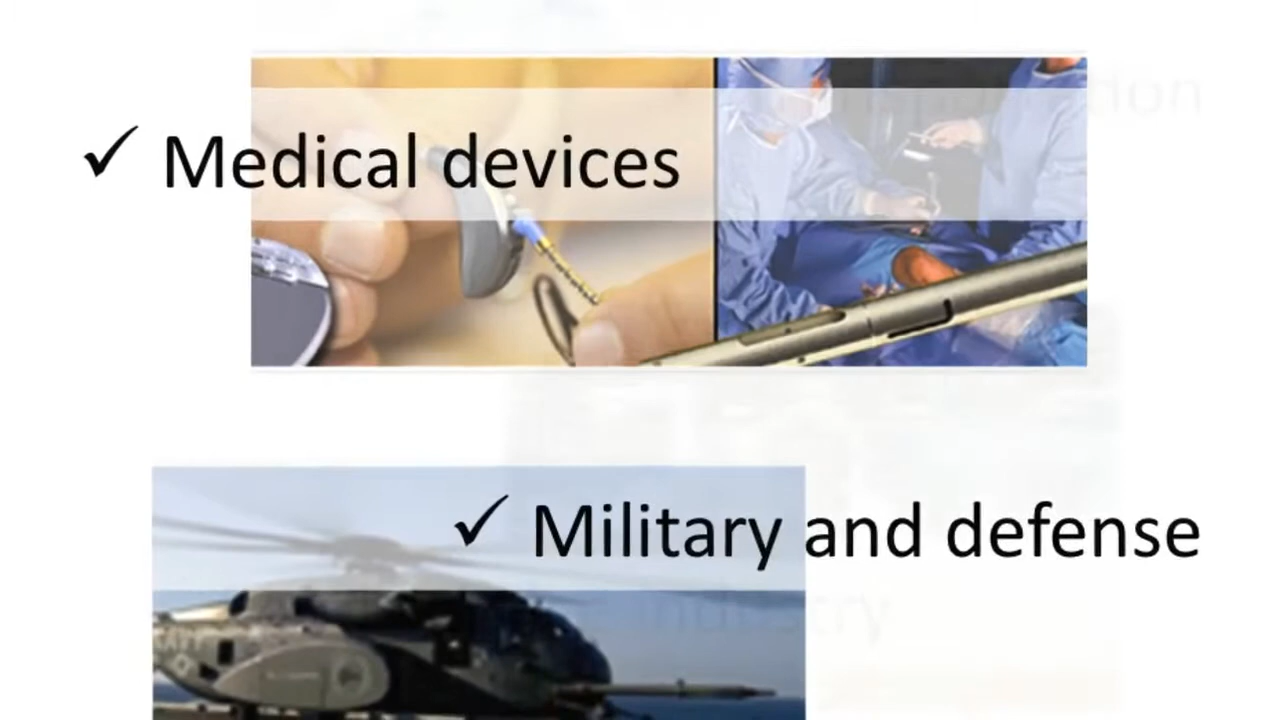 ✓ Medical devices
✓ Military and defense